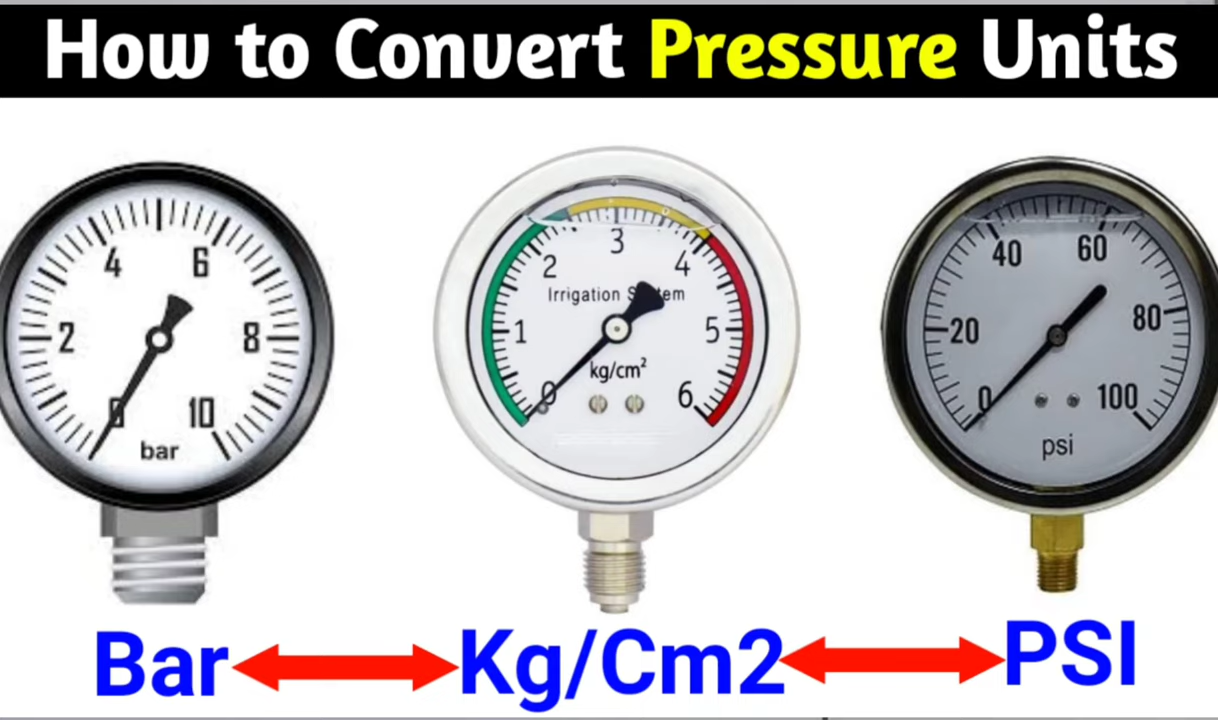 How to Convert Pressure Units
0 2 4 6 8 10
bar
0 1 2 3 4 5 6
Irrigation S tem
kg/cm²
0 20 40 60 80 100
psi
Bar Kg/Cm2 PSI